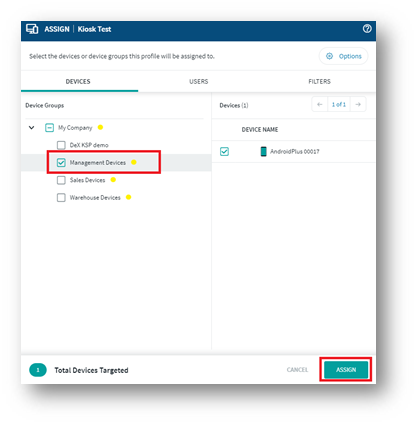 ASSIGN | Kiosk Test
Select the devices or device groups this profile will be assigned to.
Options
DEVICES
USERS
FILTERS
Device Groups
Devices (1)
1 of 1
My Company
DEVICE NAME
DeX KSP demo
Management Devices
AndroidPlus 00017
Sales Devices
Warehouse Devices
1
Total Devices Targeted
CANCEL
ASSIGN